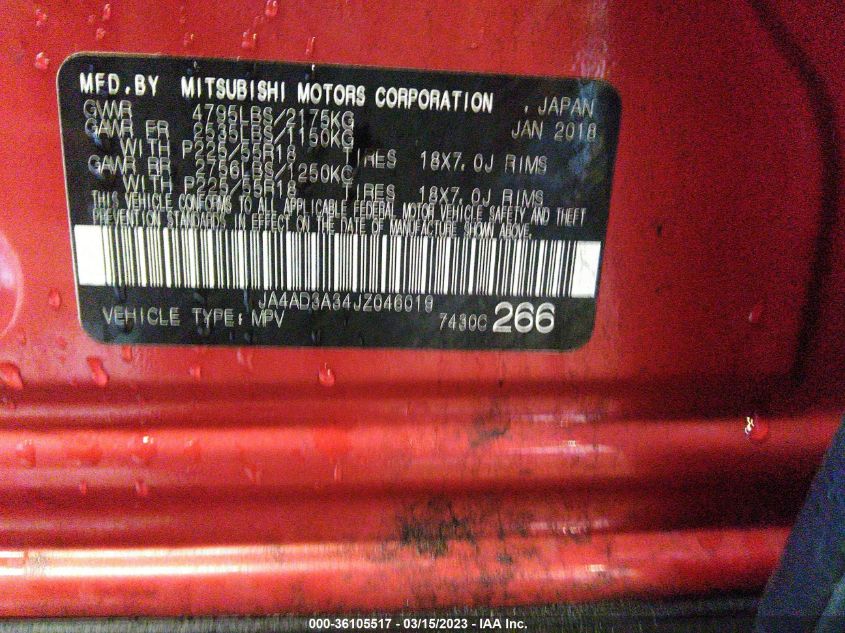 MFD.BY MITSUBISHI MOTORS CORPORATION , JAPAN
GVWR 4795LBS/2175KG JAN 2018
GAWR FR 2535LBS/1150KG
WITH P225/55R18 TIRES 18X7.0J RIMS
GAWR RR 2756LBS/1250KG
WITH P225/55R18 TIRES 18X7.0J RIMS
THIS VEHICLE CONFORMS TO ALL APPLICABLE FEDERAL MOTOR VEHICLE SAFETY AND THEFT
PREVENTION STANDARDS IN EFFECT ON THE DATE OF MANUFACTURE SHOWN ABOVE.
JA4AD3A34JZ046019
VEHICLE TYPE: MPV 7430C 266
000-36105517 - 03/15/2023 - IAA Inc.